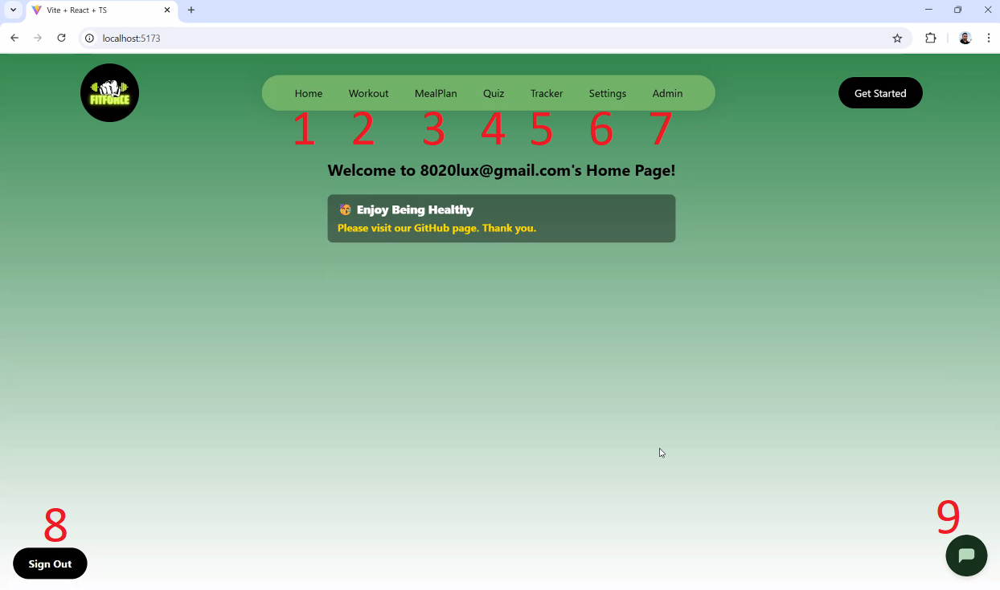 Vite + React + TS
localhost:5173
FITFORCE
Home Workout MealPlan Quiz Tracker Settings Admin
Get Started
1 2 3 4 5 6 7
Welcome to 8020lux@gmail.com's Home Page!
🥳 Enjoy Being Healthy
Please visit our GitHub page. Thank you.
8
9
Sign Out